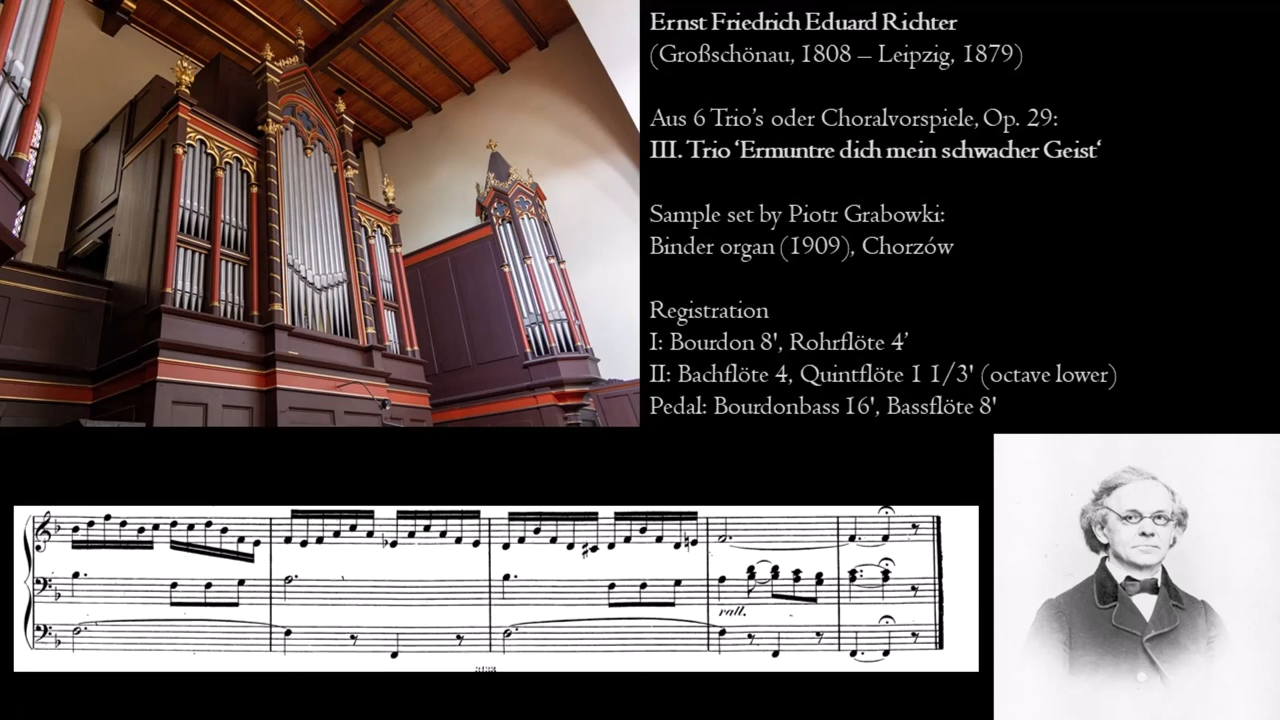 Ernst Friedrich Eduard Richter
(Großschönau, 1808 – Leipzig, 1879)
Aus 6 Trio’s oder Choralvorspiele, Op. 29:
III. Trio ‘Ermuntre dich mein schwacher Geist‘
Sample set by Piotr Grabowki:
Binder organ (1909), Chorzów
Registration
I: Bourdon 8', Rohrflöte 4’
II: Bachflöte 4, Quintflöte 1 1/3' (octave lower)
Pedal: Bourdonbass 16', Bassflöte 8'
rall.